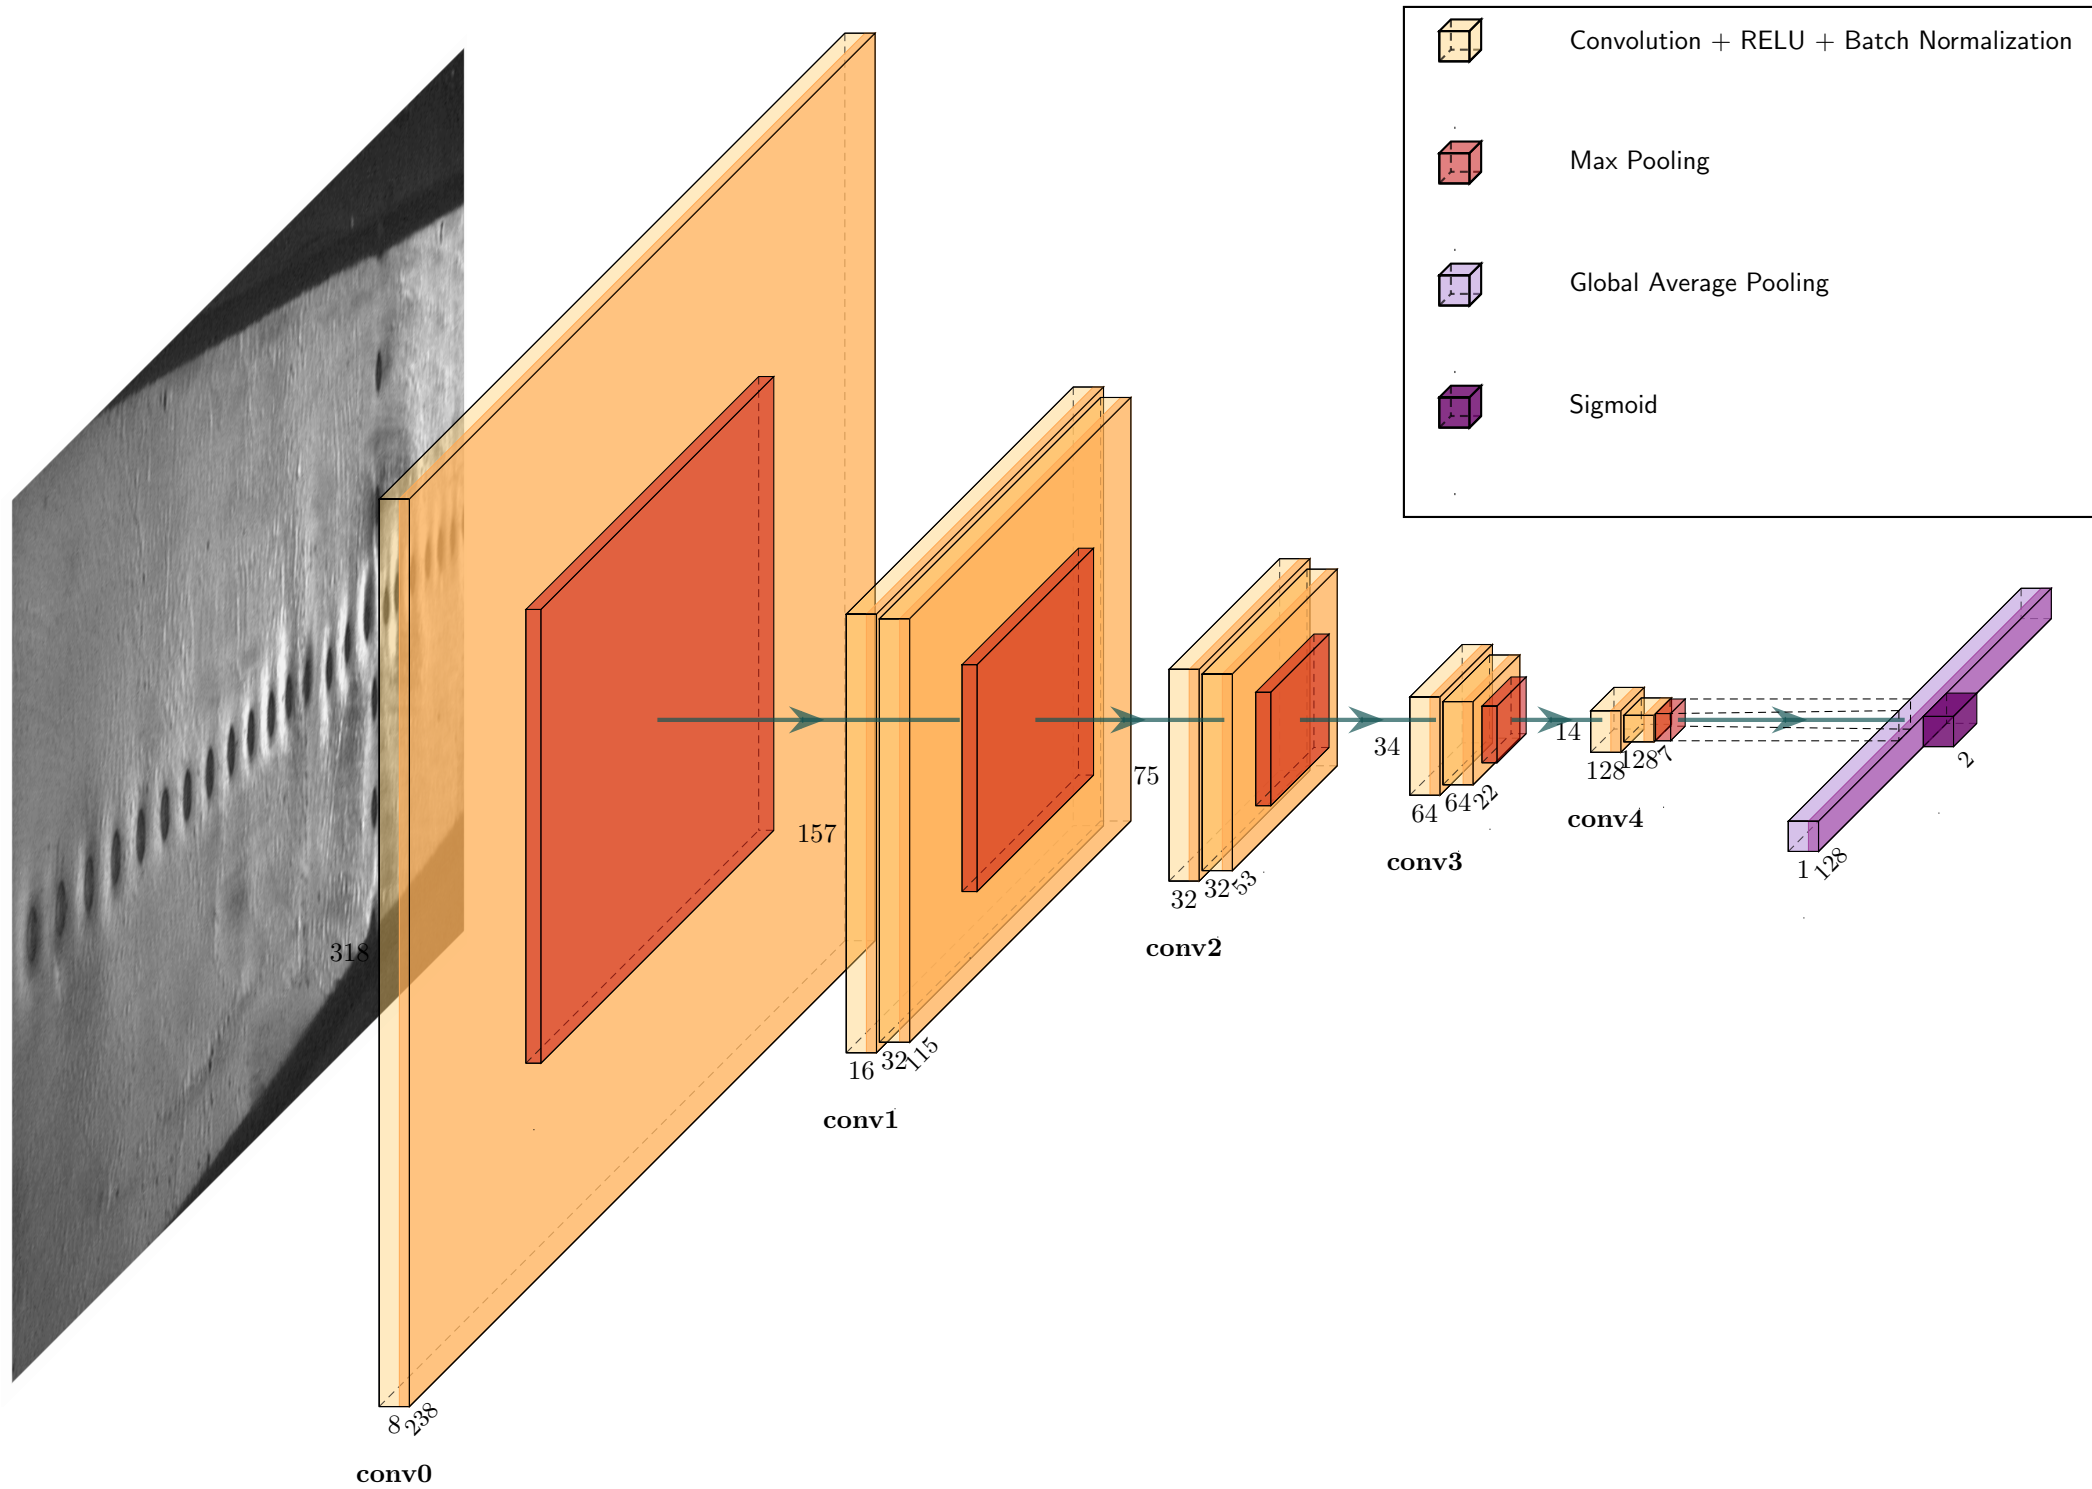 Convolution + RELU + Batch Normalization
Max Pooling
Global Average Pooling
Sigmoid
318
8
238
conv0
157
16
32
115
conv1
75
32
32
53
conv2
34
64
64
22
conv3
14
128
128
7
conv4
1
128
2